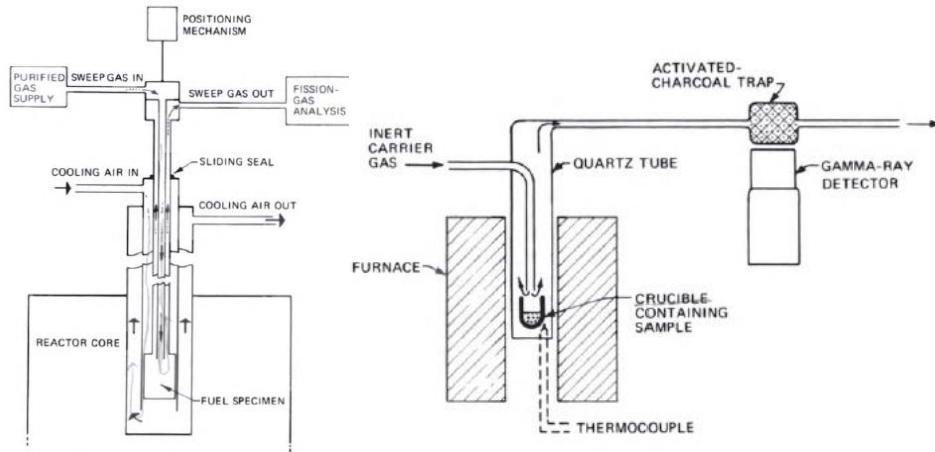 POSITIONING
MECHANISM
PURIFIED
GAS
SUPPLY
SWEEP GAS IN
SWEEP GAS OUT
FISSION-
GAS
ANALYSIS
SLIDING SEAL
COOLING AIR IN
COOLING AIR OUT
REACTOR CORE
FUEL SPECIMEN
ACTIVATED-
CHARCOAL TRAP
INERT
CARRIER
GAS
QUARTZ TUBE
GAMMA-RAY
DETECTOR
FURNACE
CRUCIBLE
CONTAINING
SAMPLE
THERMOCOUPLE